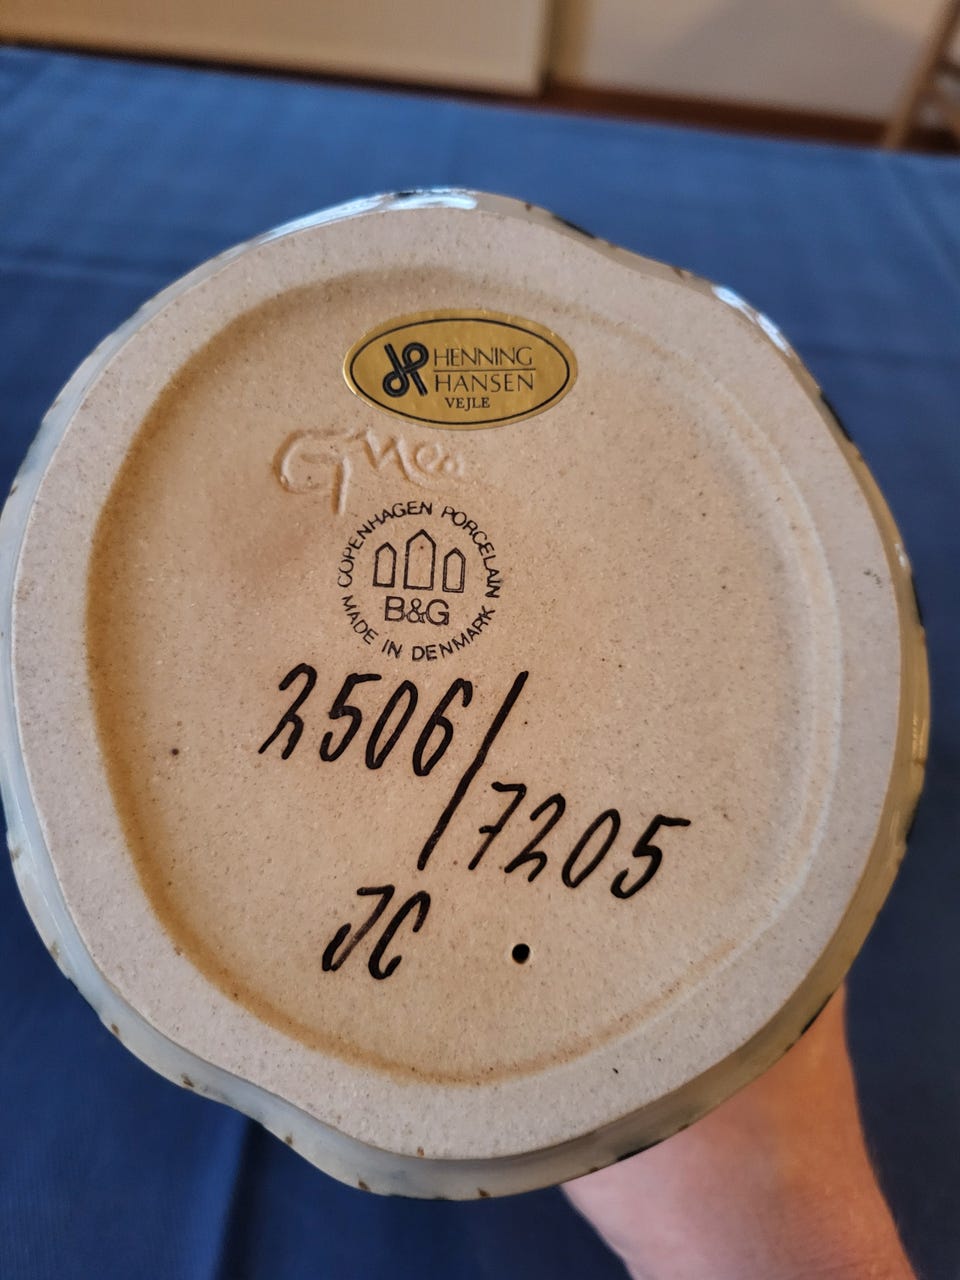 HENNING
HANSEN
VEJLE
COPENHAGEN PORCELAIN
B&G
MADE IN DENMARK
2506/7205
JC